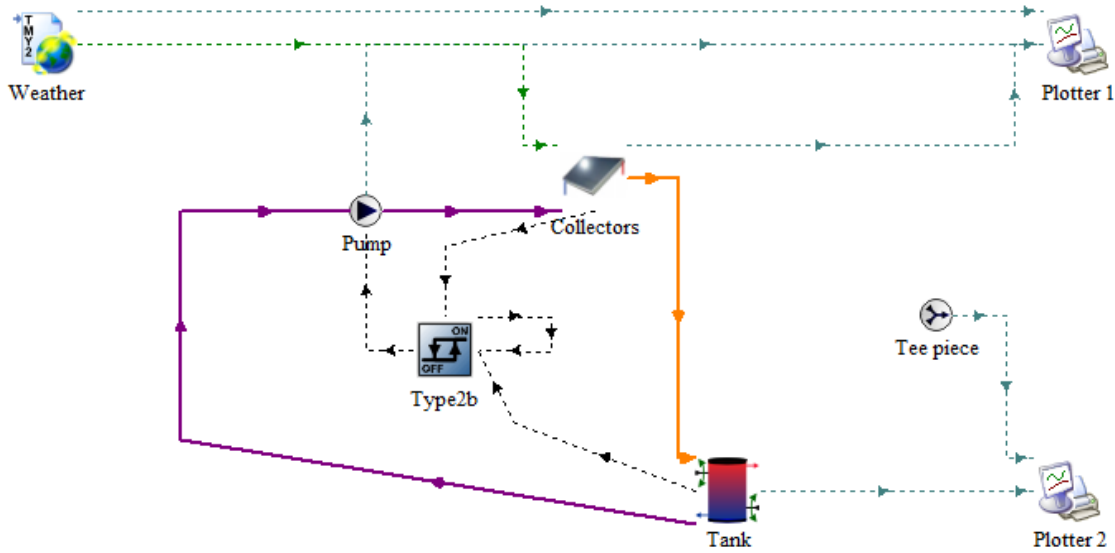 TMY2
Weather
Plotter 1
Collectors
Pump
ON
OFF
Type2b
Tee piece
Tank
Plotter 2